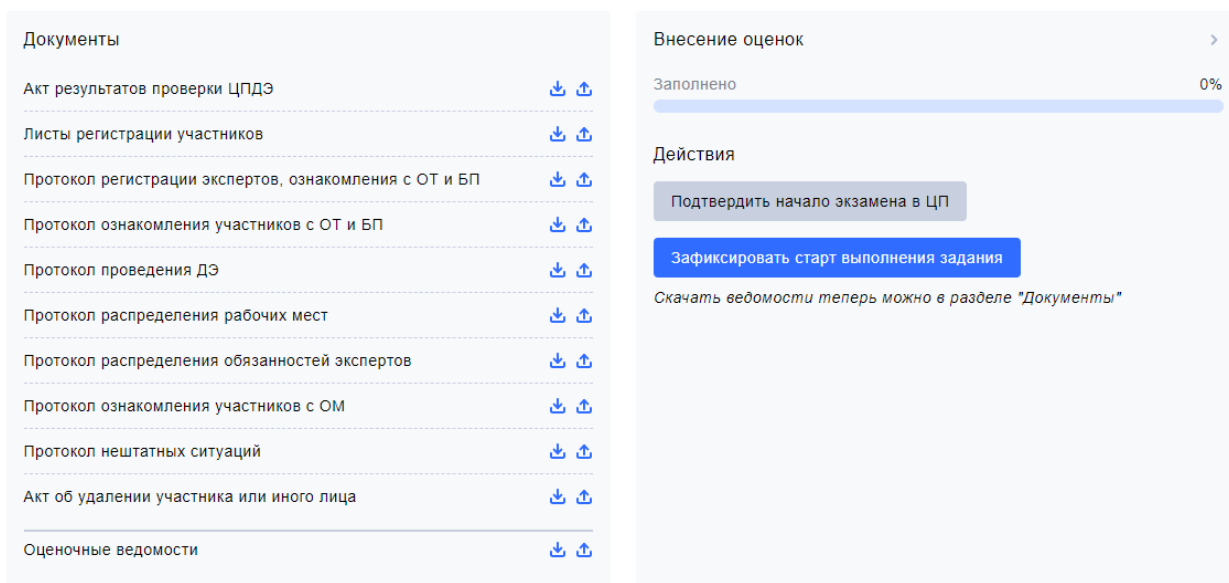 Документы
Акт результатов проверки ЦПДЭ
Листы регистрации участников
Протокол регистрации экспертов, ознакомления с ОТ и БП
Протокол ознакомления участников с ОТ и БП
Протокол проведения ДЭ
Протокол распределения рабочих мест
Протокол распределения обязанностей экспертов
Протокол ознакомления участников с ОМ
Протокол нештатных ситуаций
Акт об удалении участника или иного лица
Оценочные ведомости
Внесение оценок
Заполнено 0%
Действия
Подтвердить начало экзамена в ЦП
Зафиксировать старт выполнения задания
Скачать ведомости теперь можно в разделе "Документы"